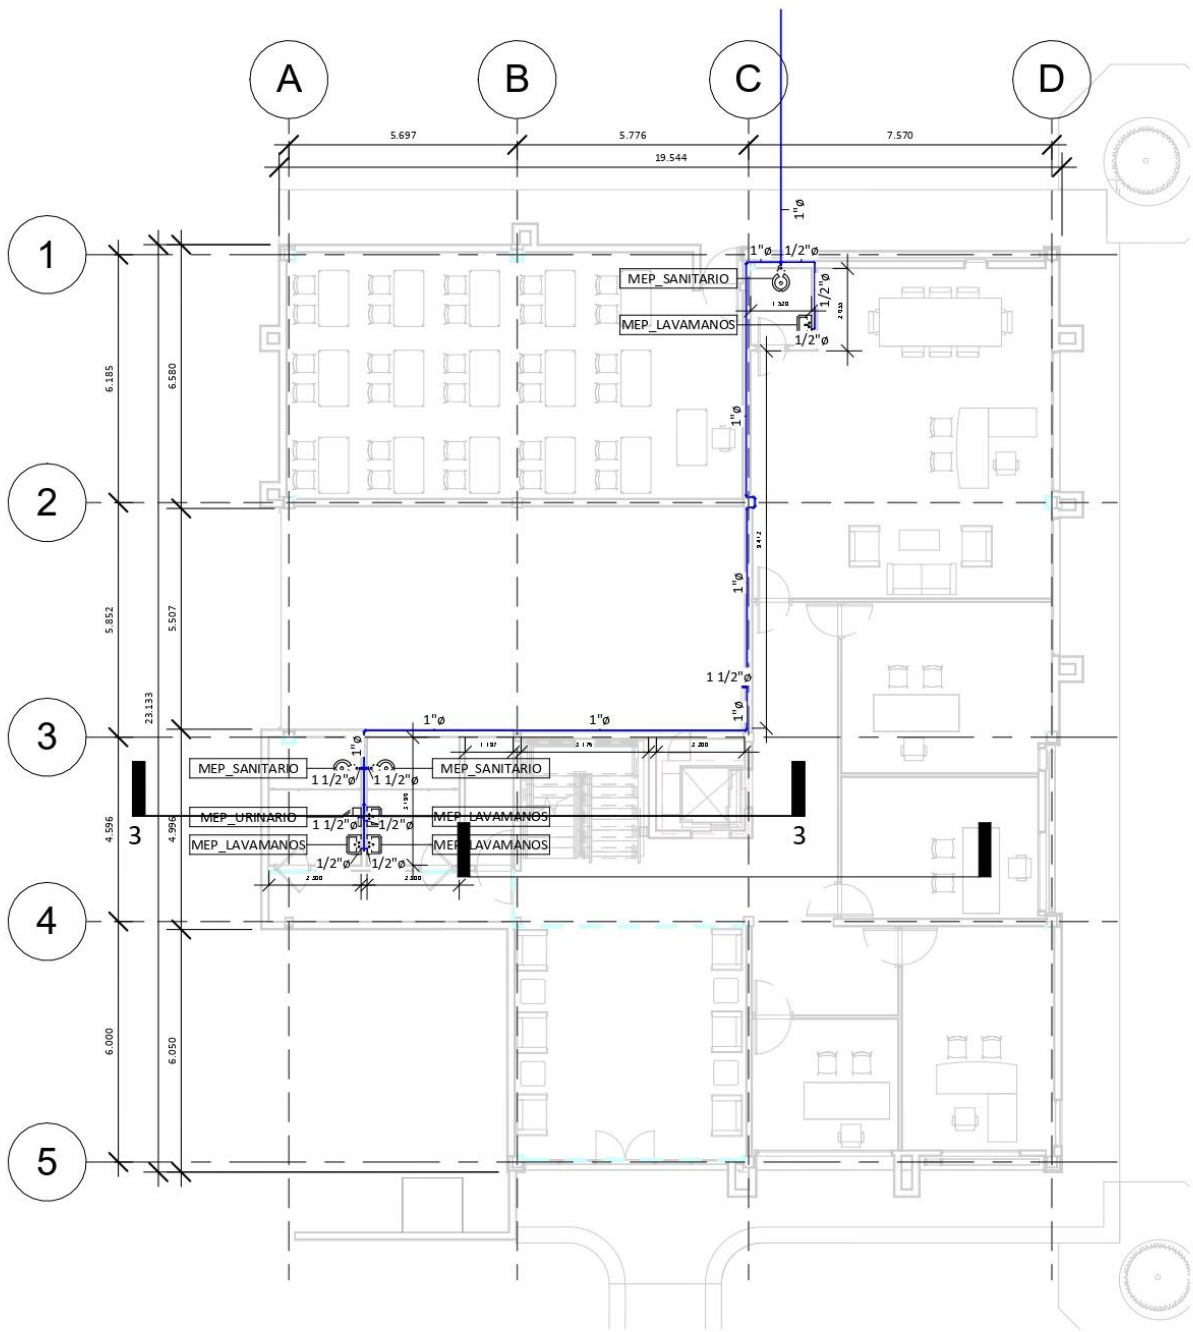 A B C D
5.697 5.776 7.570
19.544
1"ø
1
1"ø 1/2"ø
MEP_SANITARIO
1/2"ø
MEP_LAVAMANOS
1/2"ø
6.185 6.580
1"ø
2
1"ø
5.852 5.507
23.133
1 1/2"ø
1"ø
1"ø 1"ø
3
1"ø
MEP_SANITARIO MEP_SANITARIO
1 1/2"ø 1 1/2"ø
MEP_URINARIO MEP_LAVAMANOS
1 1/2"ø 1/2"ø
3 3
4.596 4.996
MEP_LAVAMANOS MEP_LAVAMANOS
1/2"ø 1/2"ø
4
6.000 6.050
5